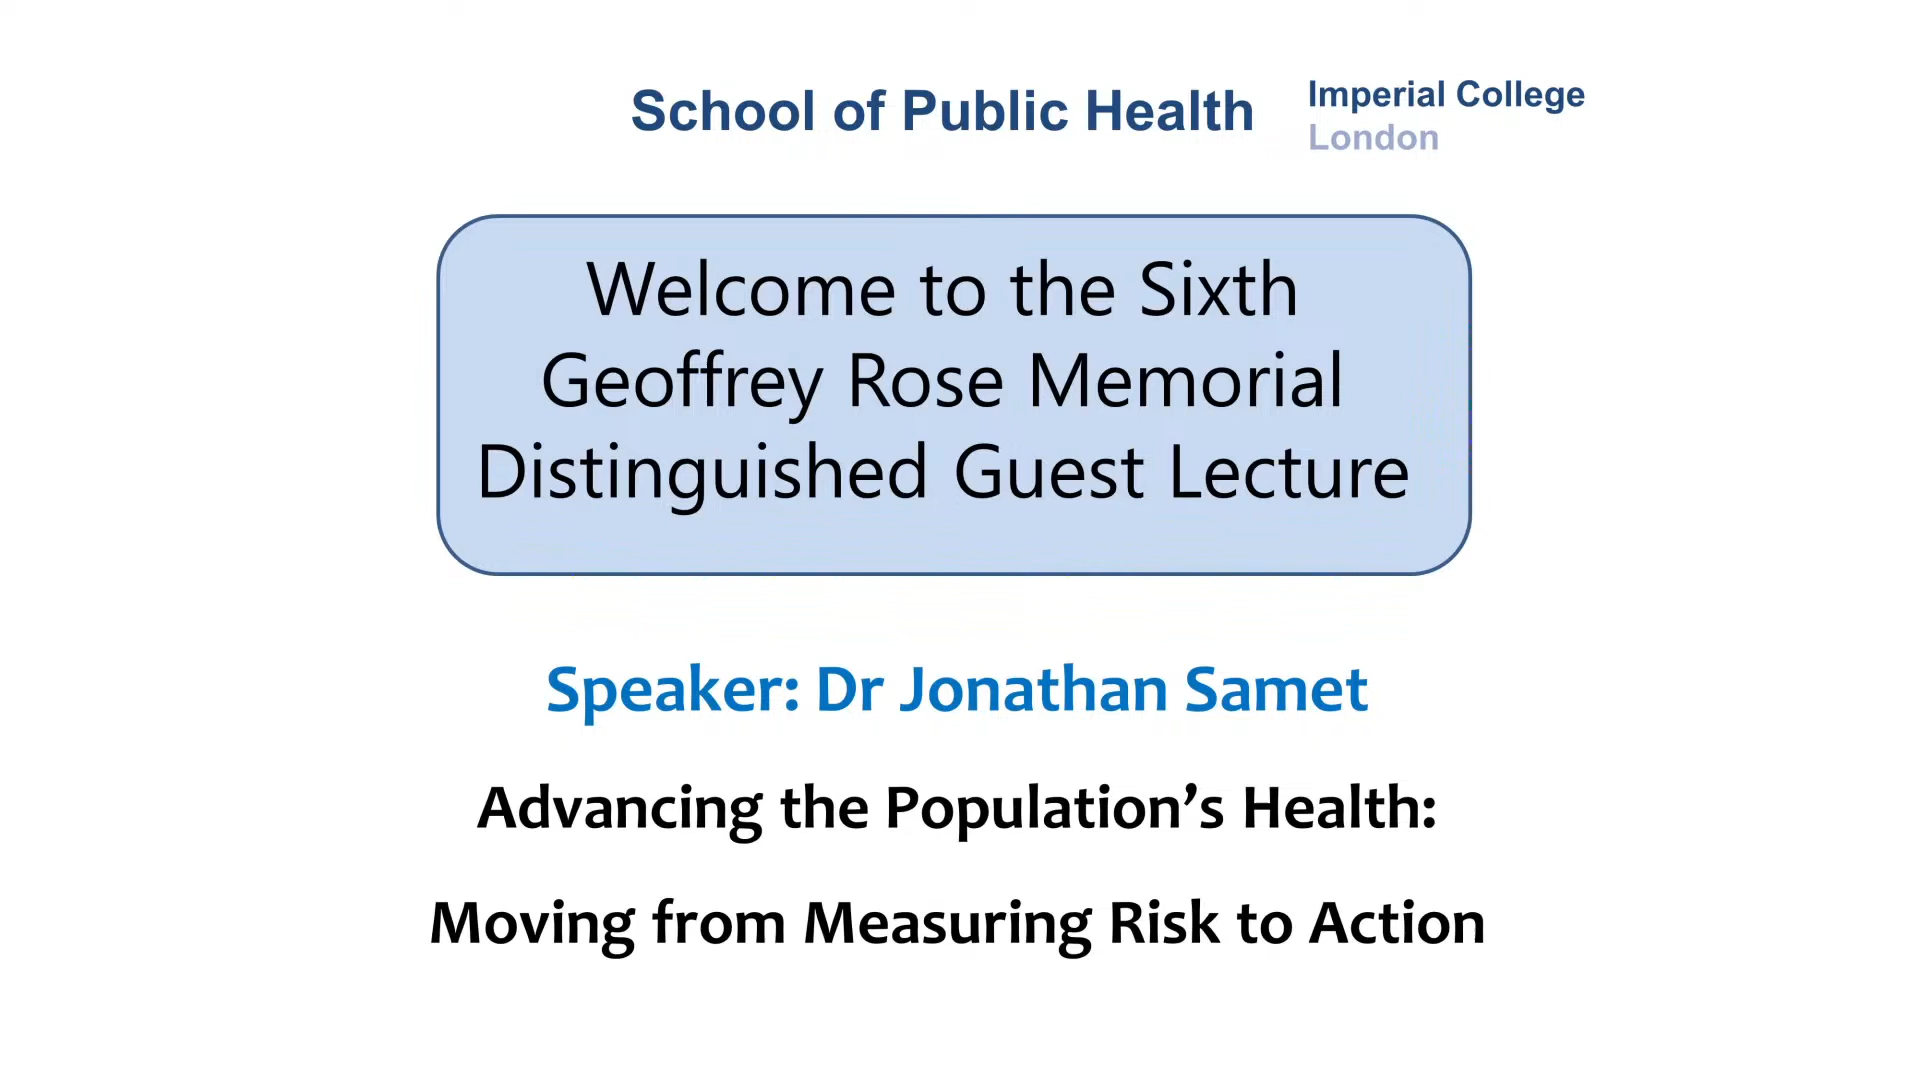 School of Public Health
Imperial College
London
Welcome to the Sixth
Geoffrey Rose Memorial
Distinguished Guest Lecture
Speaker: Dr Jonathan Samet
Advancing the Population’s Health:
Moving from Measuring Risk to Action